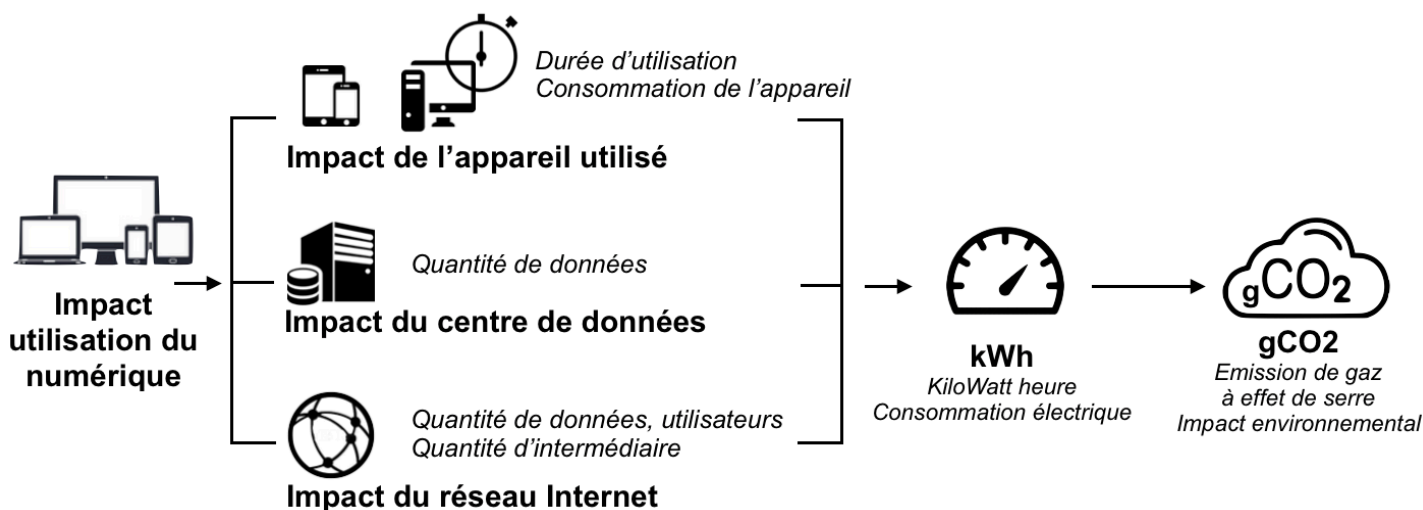 Impact
utilisation du
numérique
Durée d'utilisation
Consommation de l'appareil
Impact de l'appareil utilisé
Quantité de données
Impact du centre de données
Quantité de données, utilisateurs
Quantité d'intermédiaire
Impact du réseau Internet
kWh
KiloWatt heure
Consommation électrique
gCO2
gCO2
Emission de gaz
à effet de serre
Impact environnemental